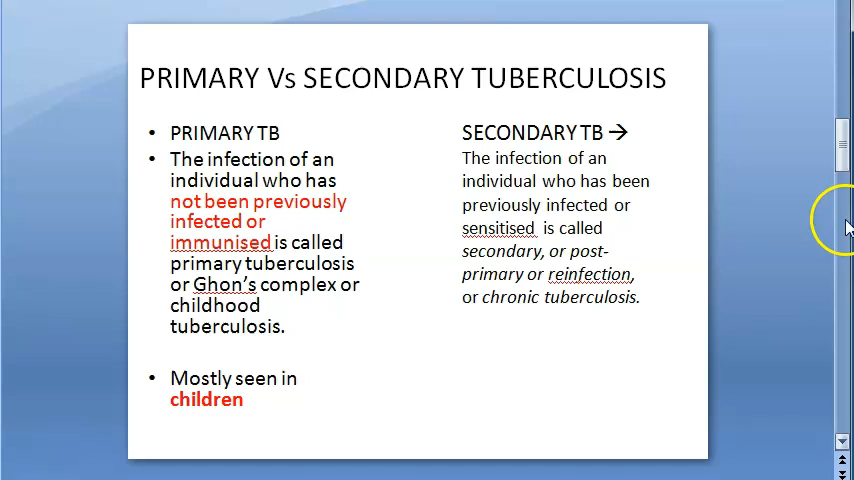 PRIMARY Vs SECONDARY TUBERCULOSIS
• PRIMARY TB
• The infection of an
individual who has
not been previously
infected or
immunised is called
primary tuberculosis
or Ghon's complex or
childhood
tuberculosis.
• Mostly seen in
children
SECONDARY TB →
The infection of an
individual who has been
previously infected or
sensitised is called
secondary, or post-
primary or reinfection,
or chronic tuberculosis.